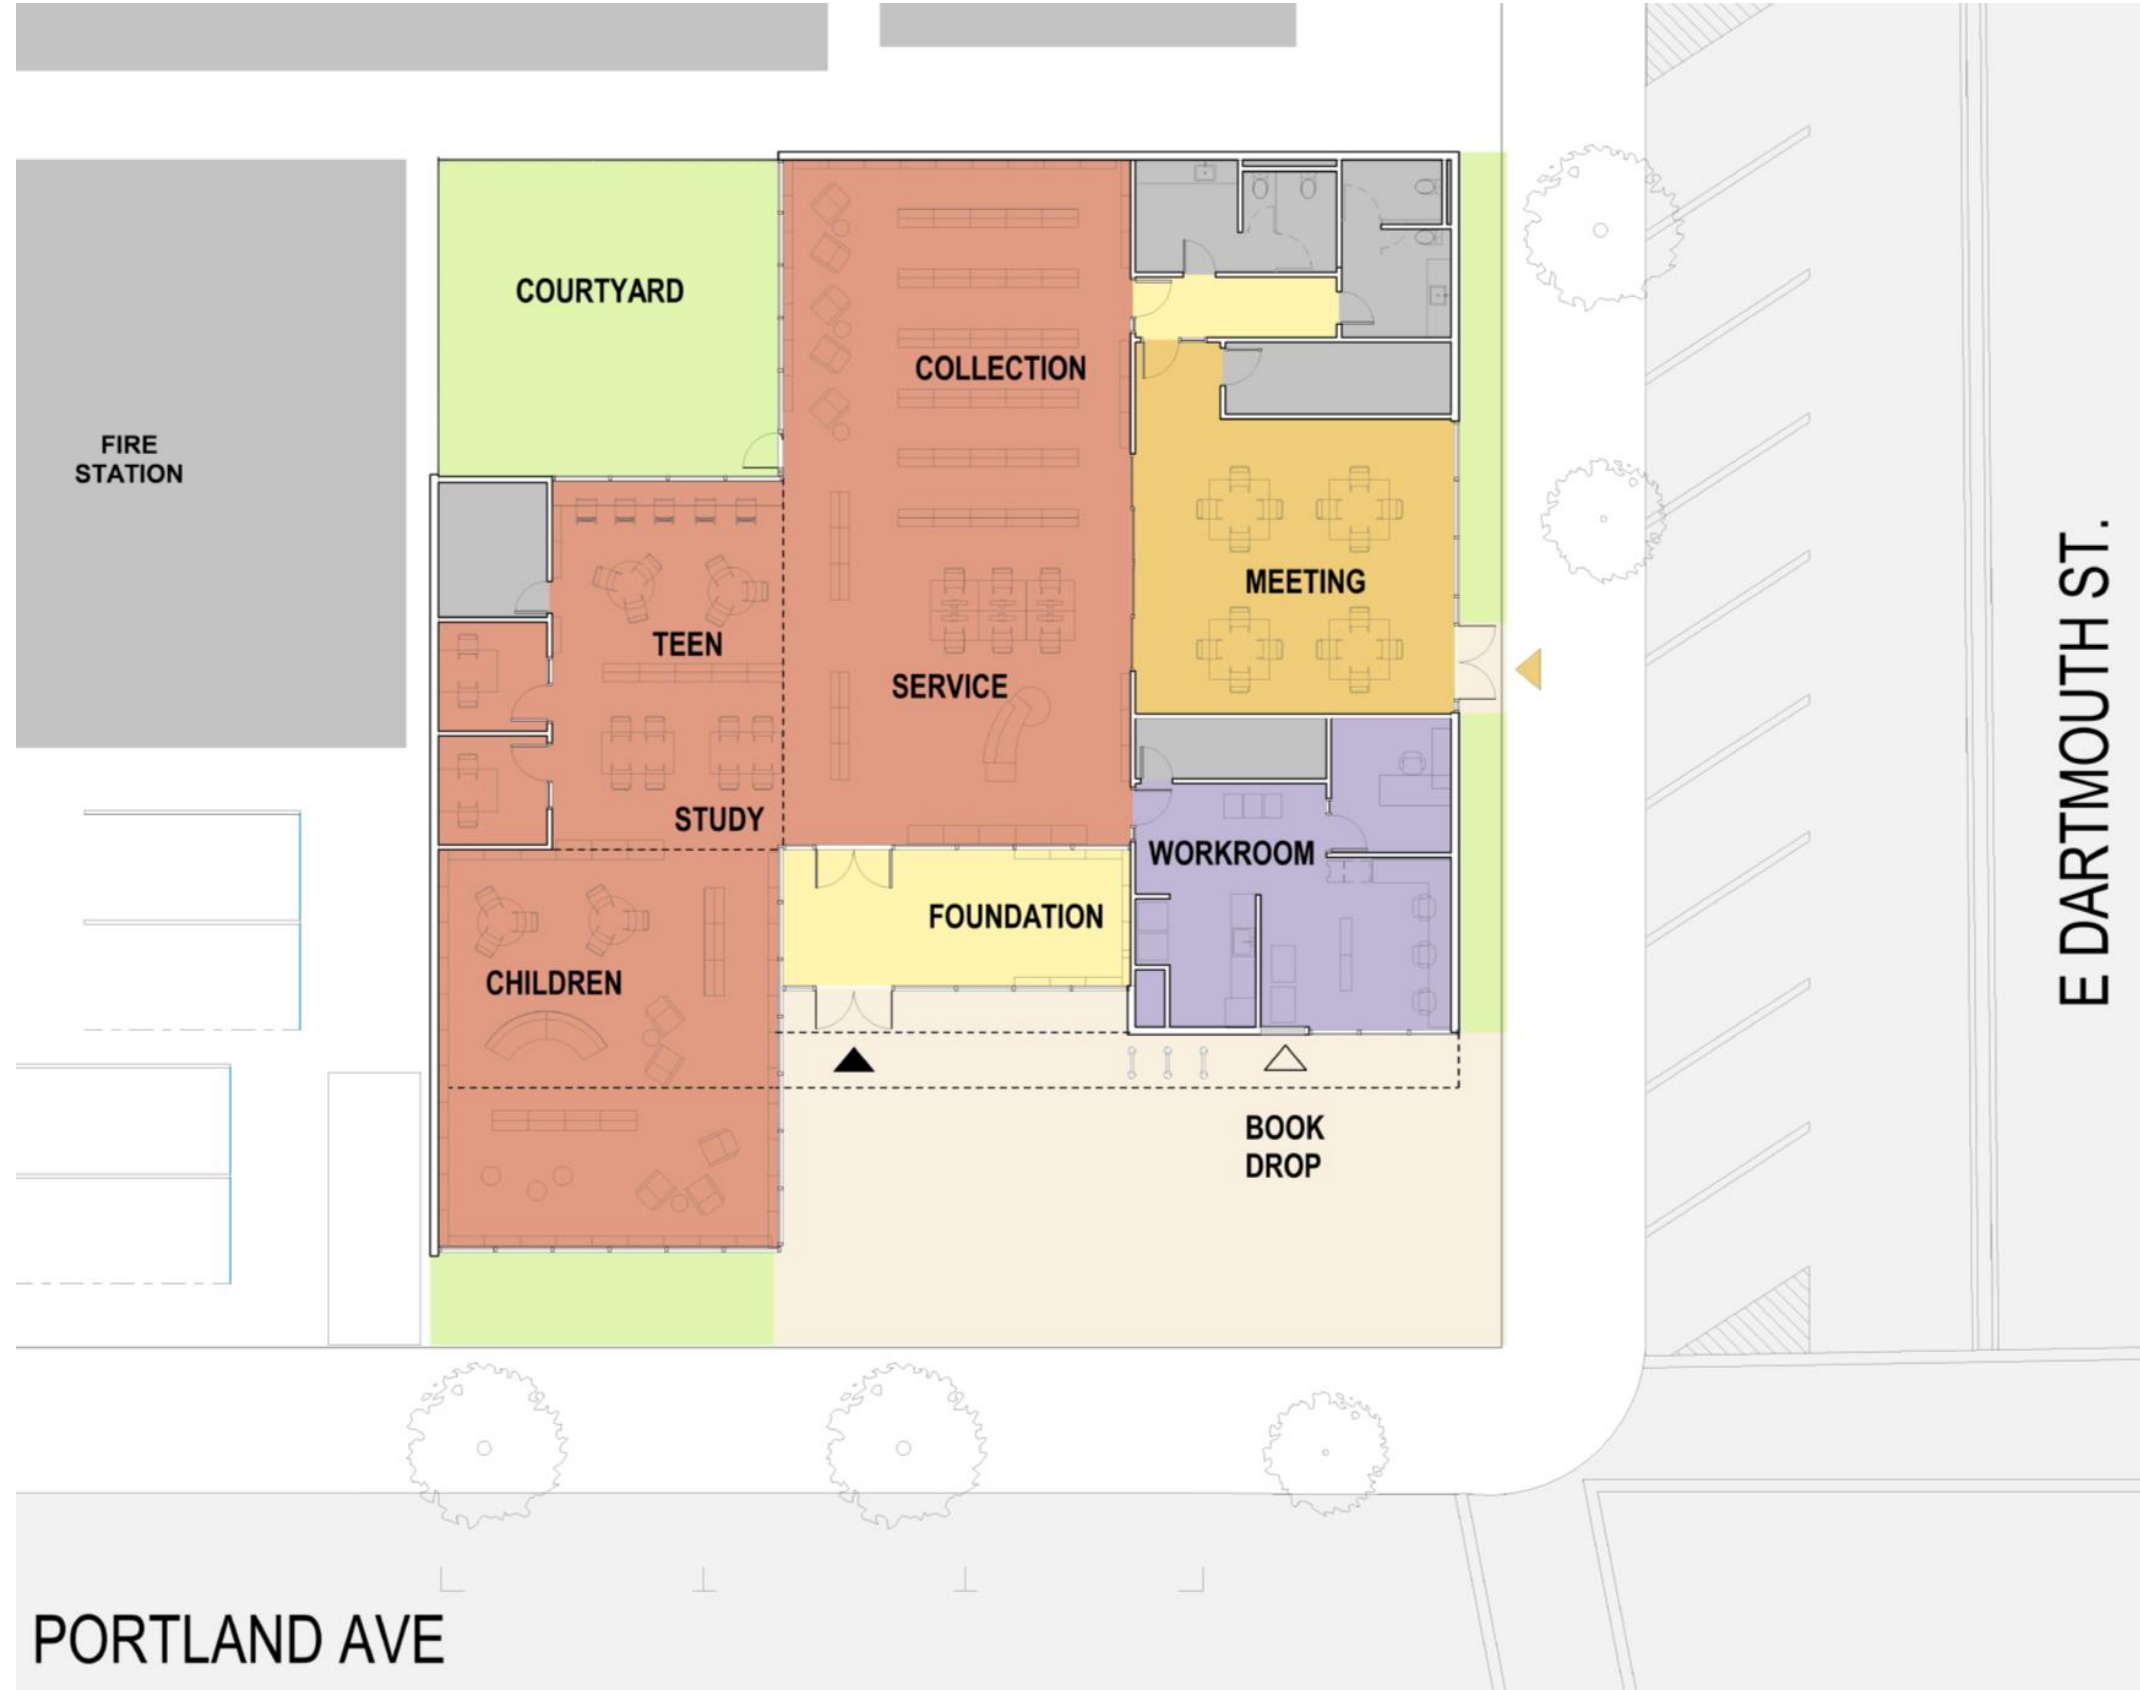 COURTYARD
COLLECTION
FIRE
STATION
MEETING
TEEN
SERVICE
STUDY
WORKROOM
FOUNDATION
CHILDREN
BOOK
DROP
E DARTMOUTH ST.
PORTLAND AVE